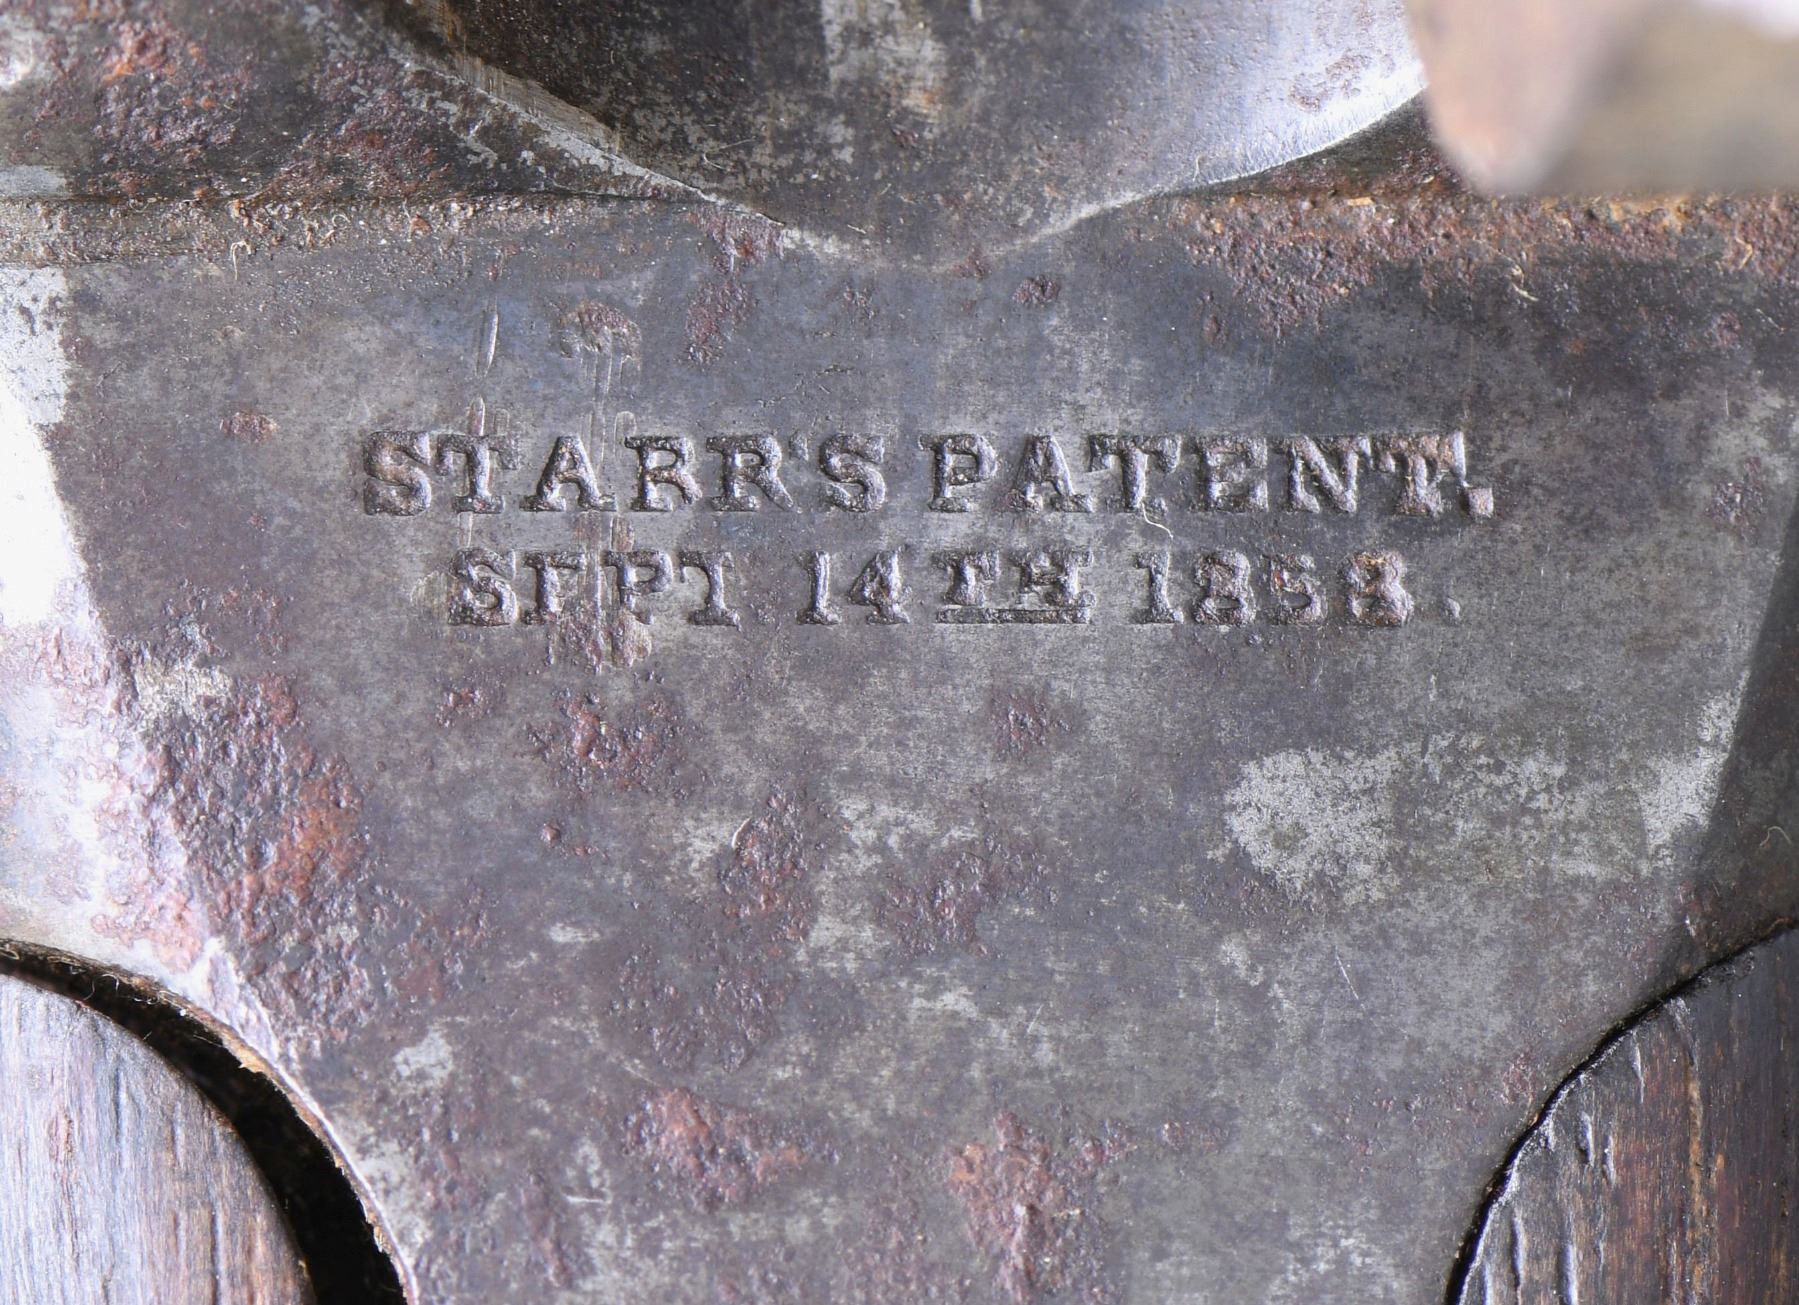 STARR'S PATENT.
SEPT 14TH 1858.